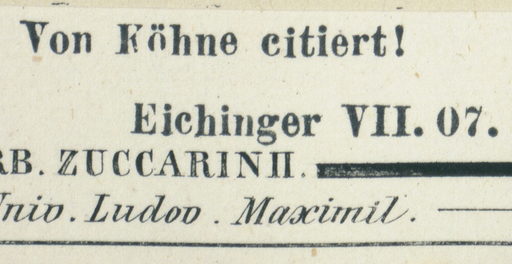 Von Köhne citiert!
Eichinger VII. 07.
RB. ZUCCARINII.
Univ. Ludov. Maximil.